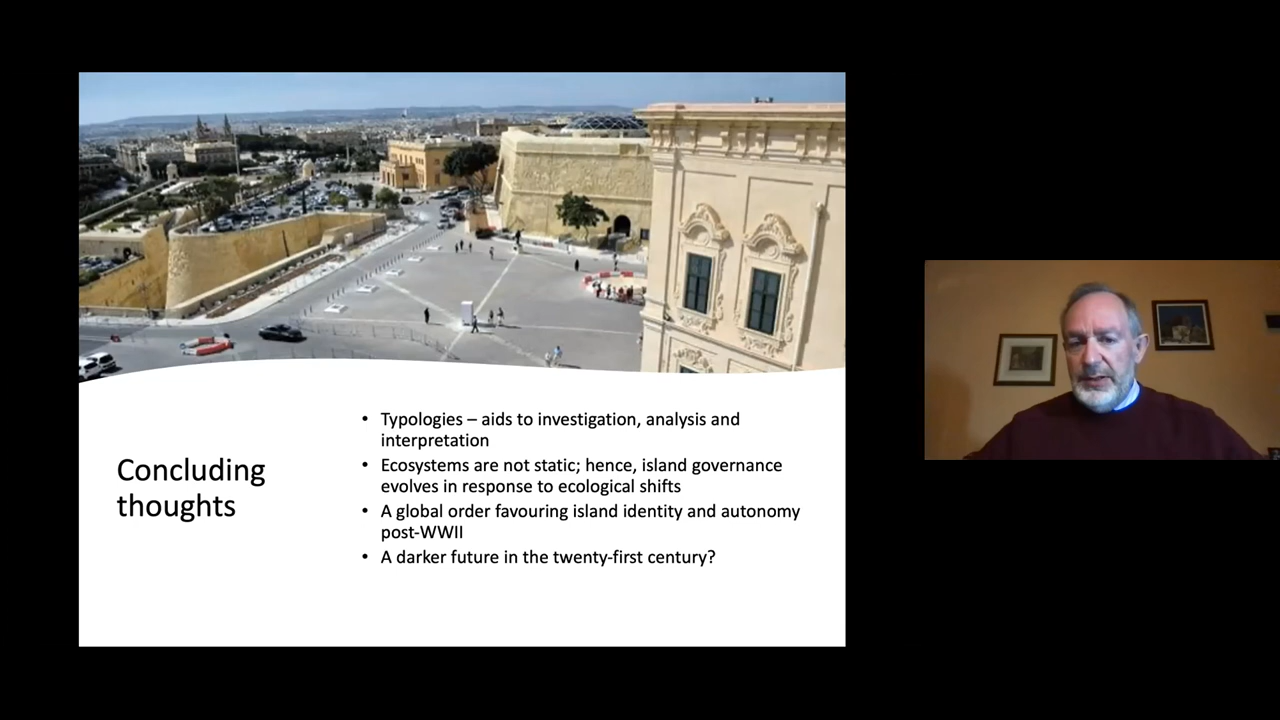 Concluding
thoughts
• Typologies – aids to investigation, analysis and
interpretation
• Ecosystems are not static; hence, island governance
evolves in response to ecological shifts
• A global order favouring island identity and autonomy
post-WWII
• A darker future in the twenty-first century?